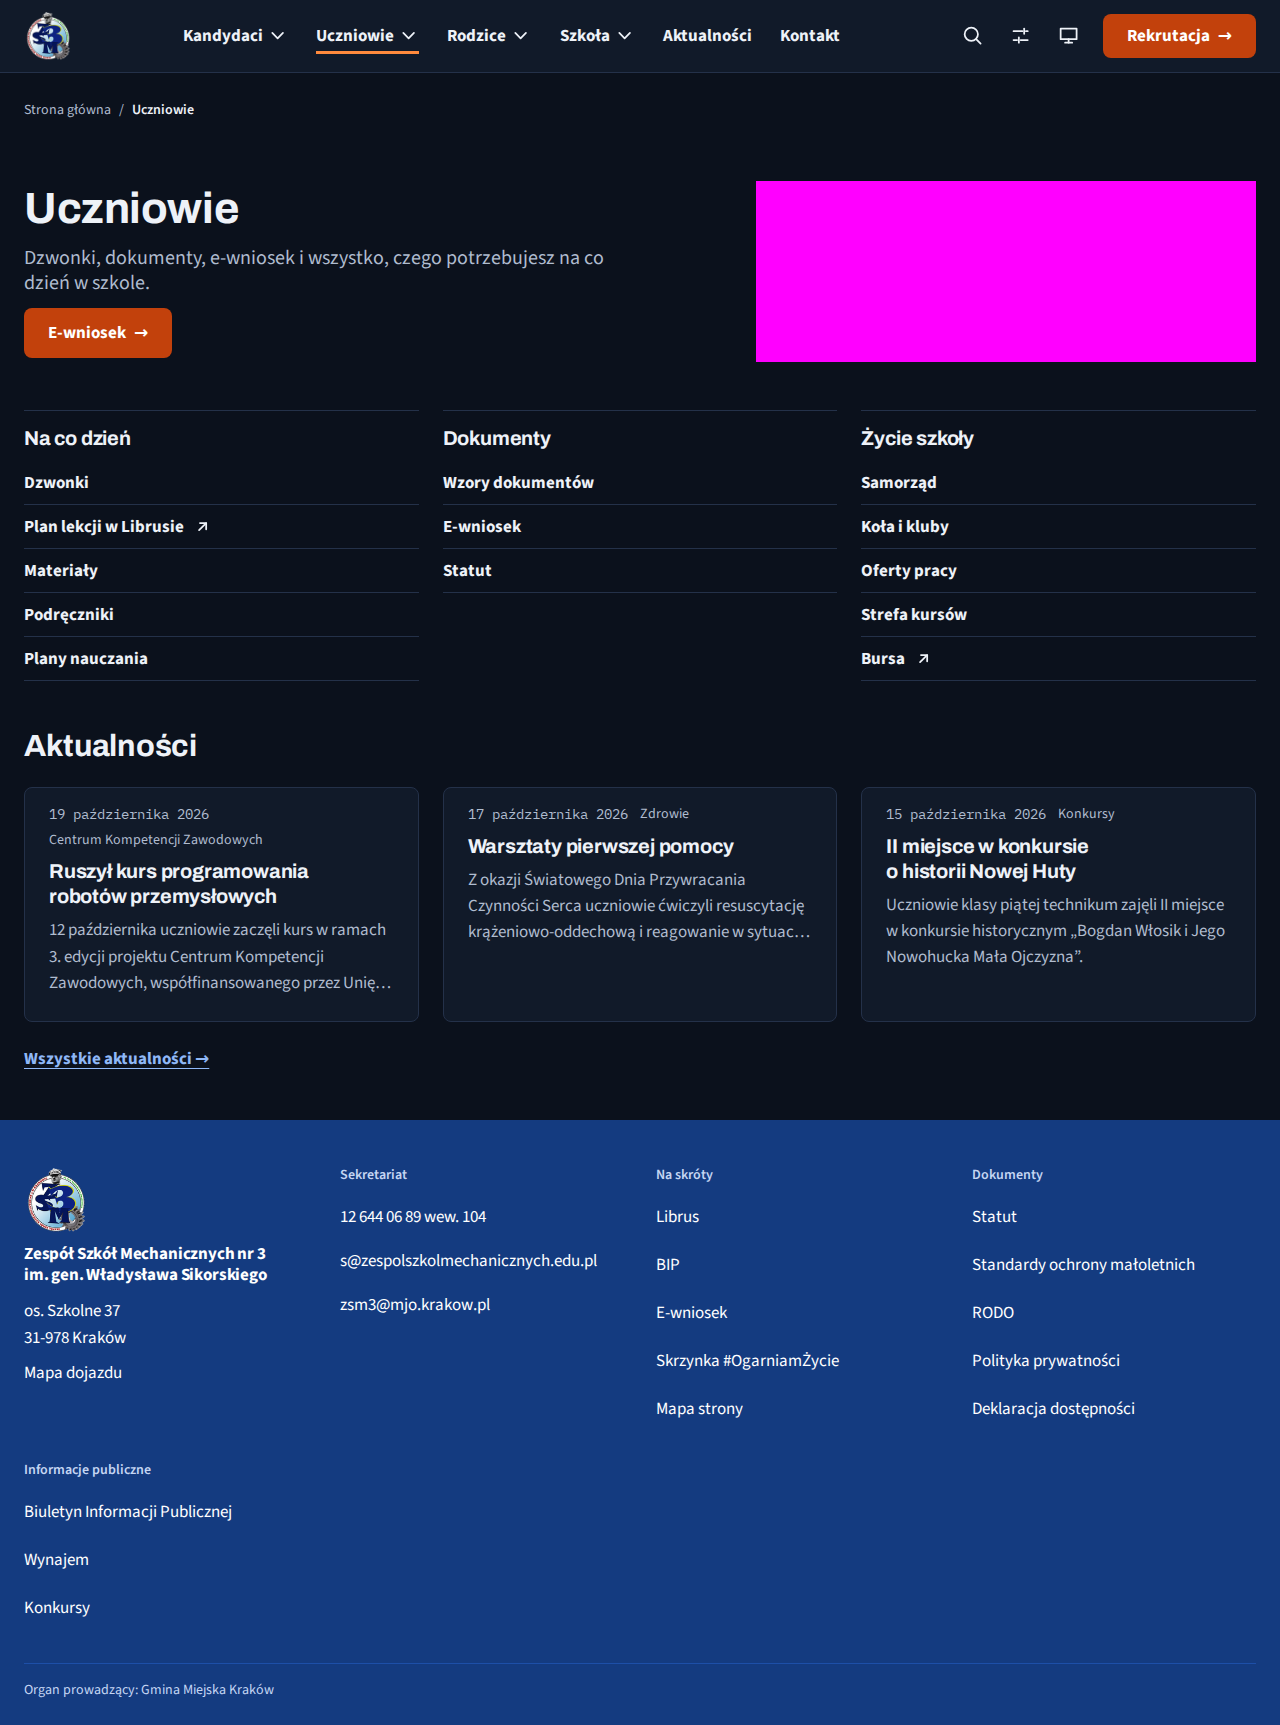 Kandydaci
Uczniowie
Rodzice
Szkoła
Aktualności
Kontakt
Rekrutacja →
Strona główna / Uczniowie
Uczniowie
Dzwonki, dokumenty, e-wniosek i wszystko, czego potrzebujesz na co
dzień w szkole.
E-wniosek →
Na co dzień
Dzwonki
Plan lekcji w Librusie
Materiały
Podręczniki
Plany nauczania
Dokumenty
Wzory dokumentów
E-wniosek
Statut
Życie szkoły
Samorząd
Koła i kluby
Oferty pracy
Strefa kursów
Bursa
Aktualności
19 października 2026
Centrum Kompetencji Zawodowych
Ruszył kurs programowania
robotów przemysłowych
12 października uczniowie zaczęli kurs w ramach
3. edycji projektu Centrum Kompetencji
Zawodowych, współfinansowanego przez Unię…
17 października 2026 Zdrowie
Warsztaty pierwszej pomocy
Z okazji Światowego Dnia Przywracania
Czynności Serca uczniowie ćwiczyli resuscytację
krążeniowo-oddechową i reagowanie w sytuac…
15 października 2026 Konkursy
II miejsce w konkursie
o historii Nowej Huty
Uczniowie klasy piątej technikum zajęli II miejsce
w konkursie historycznym „Bogdan Włosik i Jego
Nowohucka Mała Ojczyzna”.
Wszystkie aktualności →
Zespół Szkół Mechanicznych nr 3
im. gen. Władysława Sikorskiego
os. Szkolne 37
31-978 Kraków
Mapa dojazdu
Sekretariat
12 644 06 89 wew. 104
s@zespolszkolmechanicznych.edu.pl
zsm3@mjo.krakow.pl
Na skróty
Librus
BIP
E-wniosek
Skrzynka #OgarniamŻycie
Mapa strony
Dokumenty
Statut
Standardy ochrony małoletnich
RODO
Polityka prywatności
Deklaracja dostępności
Informacje publiczne
Biuletyn Informacji Publicznej
Wynajem
Konkursy
Organ prowadzący: Gmina Miejska Kraków